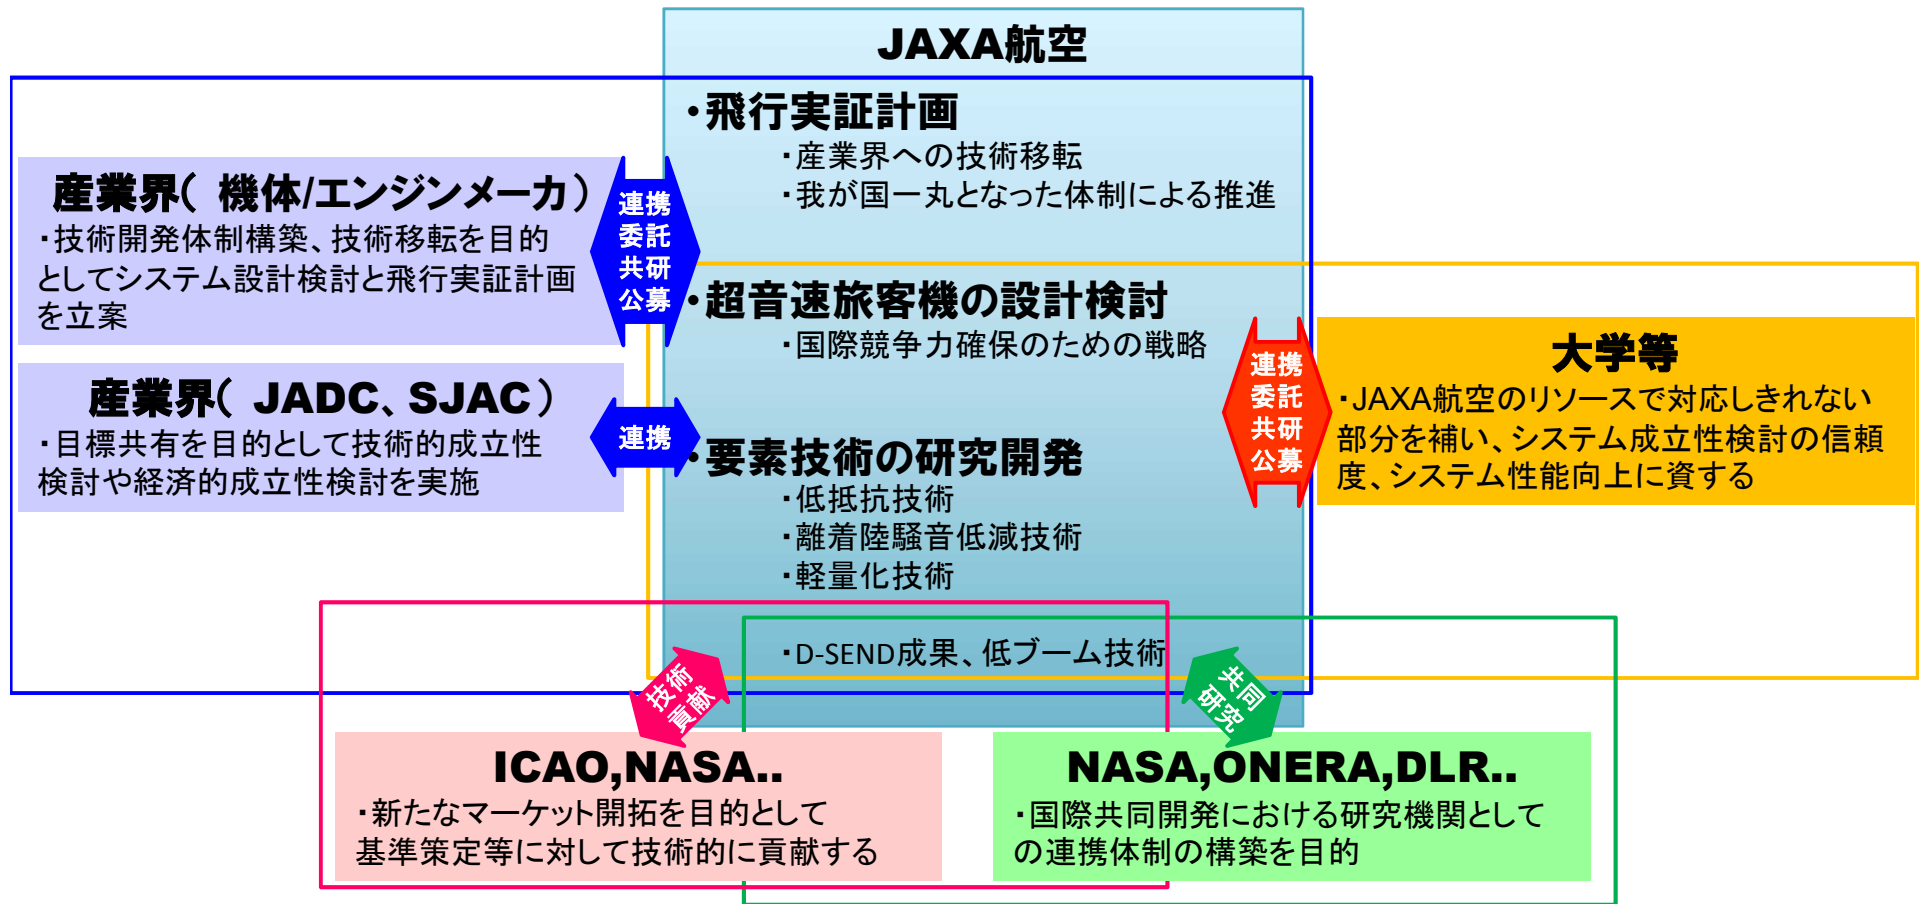 JAXA航空
・飛行実証計画
・産業界への技術移転
・我が国一丸となった体制による推進
・超音速旅客機の設計検討
・国際競争力確保のための戦略
・要素技術の研究開発
・低抵抗技術
・離着陸騒音低減技術
・軽量化技術
・D-SEND成果、低ブーム技術
産業界( 機体/エンジンメーカ)
・技術開発体制構築、技術移転を目的
としてシステム設計検討と飛行実証計画
を立案
連携
委託
共研
公募
産業界( JADC、SJAC)
・目標共有を目的として技術的成立性
検討や経済的成立性検討を実施
連携
連携
委託
共研
公募
大学等
・JAXA航空のリソースで対応しきれない
部分を補い、システム成立性検討の信頼
度、システム性能向上に資する
技術
貢献
共同
研究
ICAO,NASA..
・新たなマーケット開拓を目的として
基準策定等に対して技術的に貢献する
NASA,ONERA,DLR..
・国際共同開発における研究機関として
の連携体制の構築を目的